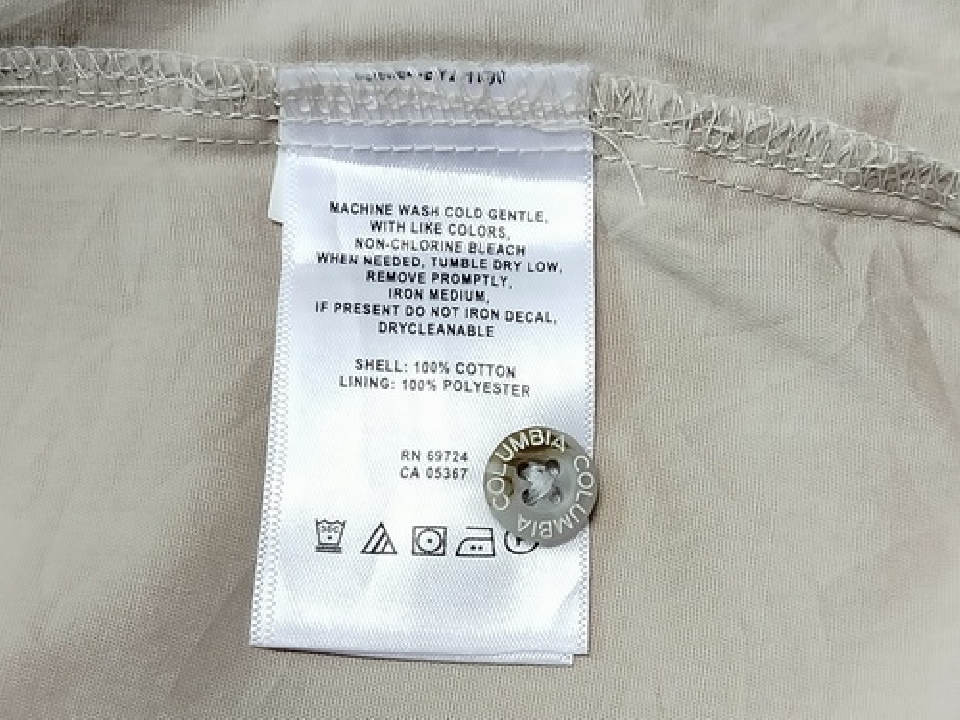 MACHINE WASH COLD GENTLE,
WITH LIKE COLORS,
NON-CHLORINE BLEACH
WHEN NEEDED, TUMBLE DRY LOW,
REMOVE PROMPTLY,
IRON MEDIUM,
IF PRESENT DO NOT IRON DECAL,
DRYCLEANABLE
SHELL: 100% COTTON
LINING: 100% POLYESTER
RN 69724
CA 05367
COLUMBIA COLUMBIA